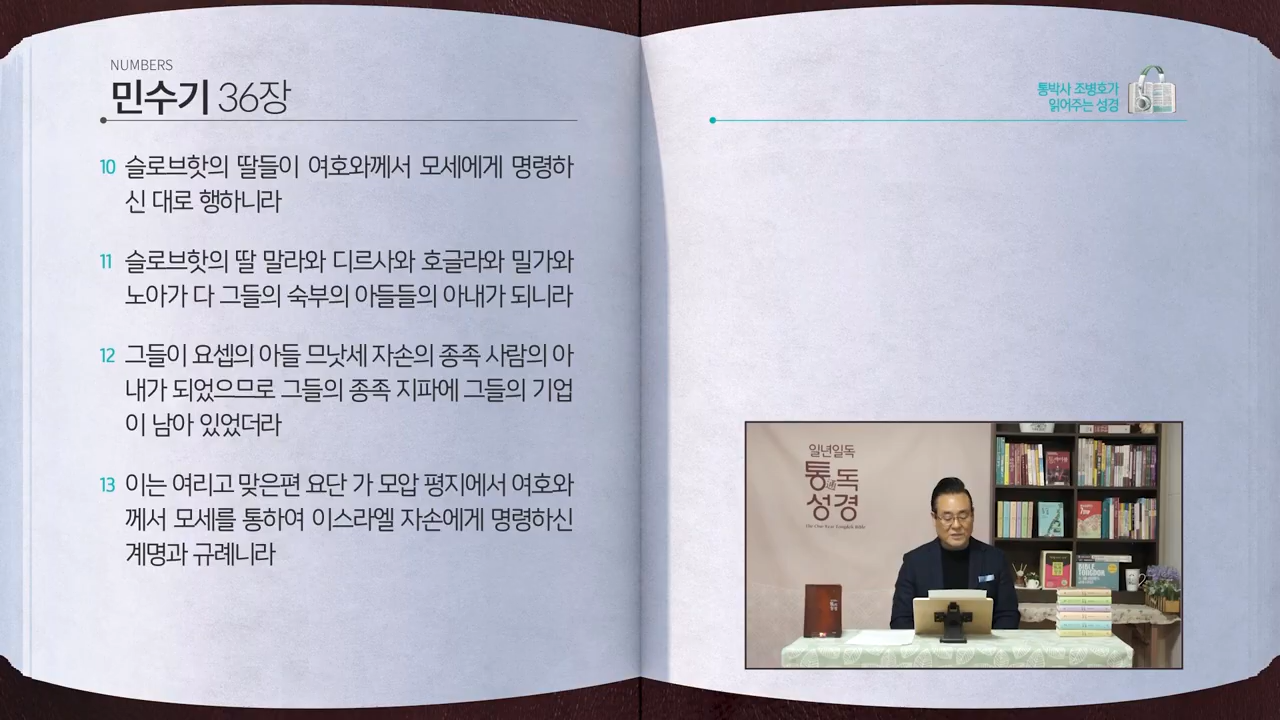 NUMBERS
민수기 36장
10 슬로브핫의 딸들이 여호와께서 모세에게 명령하
신 대로 행하니라
11 슬로브핫의 딸 말라와 디르사와 호글라와 밀가와
노아가 다 그들의 숙부의 아들들의 아내가 되니라
12 그들이 요셉의 아들 므낫세 자손의 종족 사람의 아
내가 되었으므로 그들의 종족 지파에 그들의 기업
이 남아 있었더라
13 이는 여리고 맞은편 요단 가 모압 평지에서 여호와
께서 모세를 통하여 이스라엘 자손에게 명령하신
계명과 규례니라
통박사 조병호가
읽어주는 성경
일년일독
통通독
성경
The One Year Tongdok Bible
BIBLE
TONGDOK